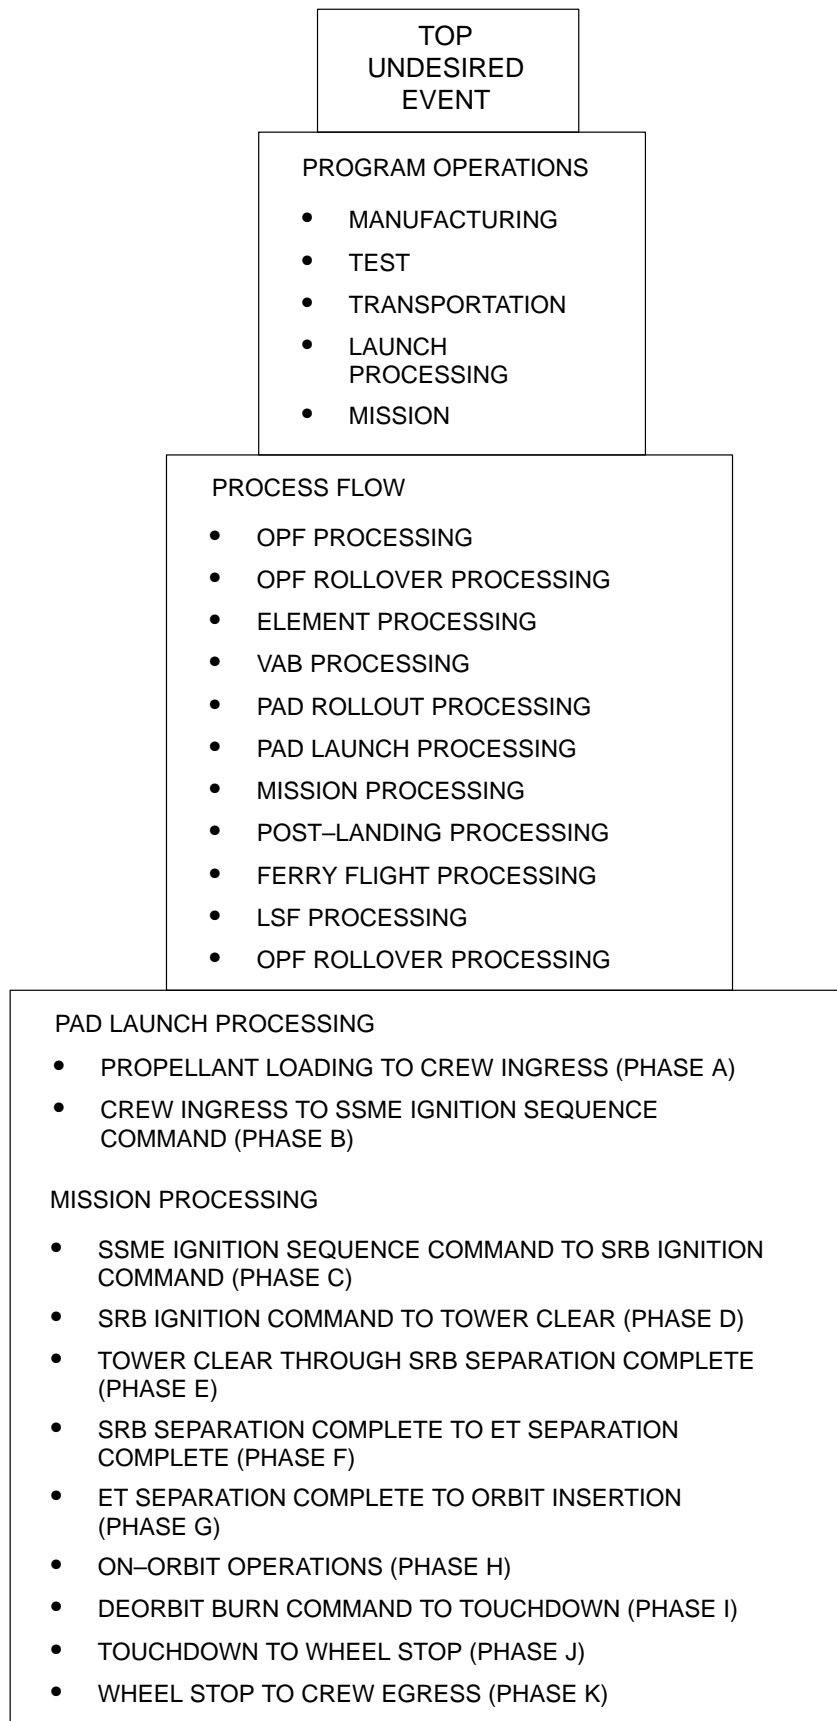 TOP
UNDESIRED
EVENT
PROGRAM OPERATIONS
• MANUFACTURING
• TEST
• TRANSPORTATION
• LAUNCH
PROCESSING
• MISSION
PROCESS FLOW
• OPF PROCESSING
• OPF ROLLOVER PROCESSING
• ELEMENT PROCESSING
• VAB PROCESSING
• PAD ROLLOUT PROCESSING
• PAD LAUNCH PROCESSING
• MISSION PROCESSING
• POST–LANDING PROCESSING
• FERRY FLIGHT PROCESSING
• LSF PROCESSING
• OPF ROLLOVER PROCESSING
PAD LAUNCH PROCESSING
• PROPELLANT LOADING TO CREW INGRESS (PHASE A)
• CREW INGRESS TO SSME IGNITION SEQUENCE
COMMAND (PHASE B)
MISSION PROCESSING
• SSME IGNITION SEQUENCE COMMAND TO SRB IGNITION
COMMAND (PHASE C)
• SRB IGNITION COMMAND TO TOWER CLEAR (PHASE D)
• TOWER CLEAR THROUGH SRB SEPARATION COMPLETE
(PHASE E)
• SRB SEPARATION COMPLETE TO ET SEPARATION
COMPLETE (PHASE F)
• ET SEPARATION COMPLETE TO ORBIT INSERTION
(PHASE G)
• ON–ORBIT OPERATIONS (PHASE H)
• DEORBIT BURN COMMAND TO TOUCHDOWN (PHASE I)
• TOUCHDOWN TO WHEEL STOP (PHASE J)
• WHEEL STOP TO CREW EGRESS (PHASE K)